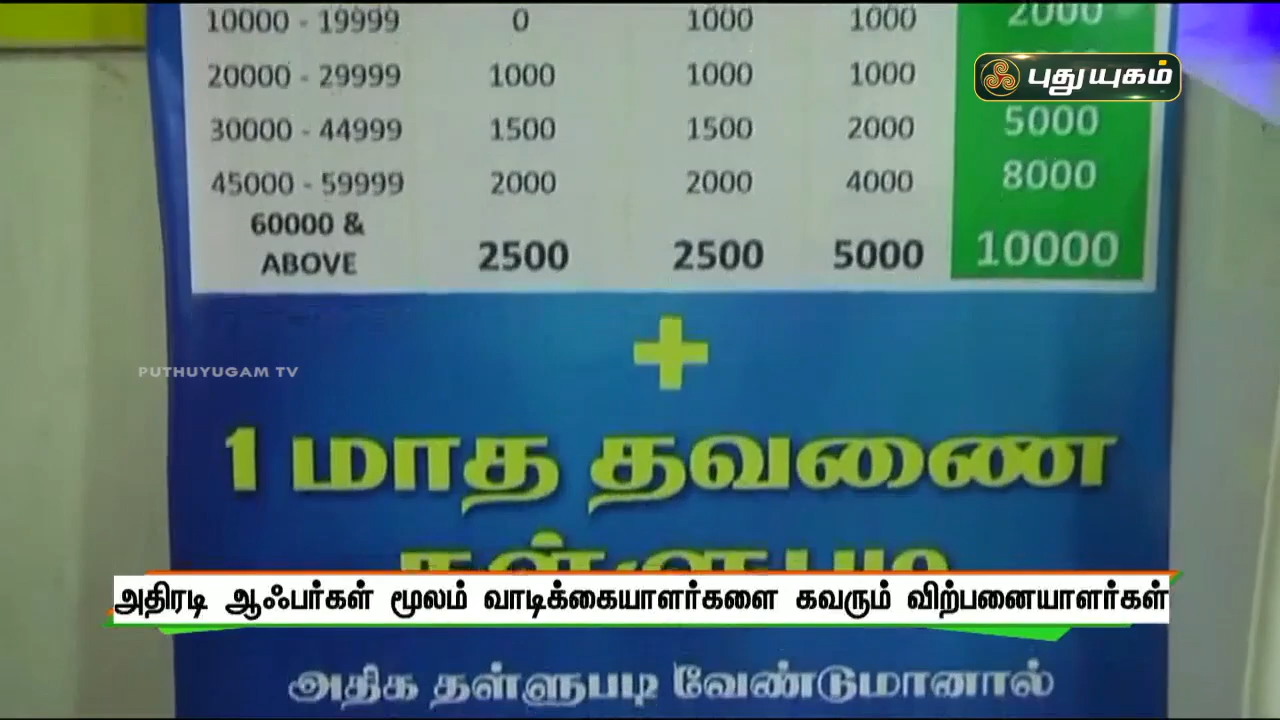 10000 - 19999 0 1000 1000 2000
புதுயுகம்
20000 - 29999 1000 1000 1000
30000 - 44999 1500 1500 2000 5000
45000 - 59999 2000 2000 4000 8000
60000 &
ABOVE 2500 2500 5000 10000
+
PUTHUYUGAM TV
1 மாத தவணை
தள்ளுபடி
அதிரடி ஆஃபர்கள் மூலம் வாடிக்கையாளர்களை கவரும் விற்பனையாளர்கள்
அதிக தள்ளுபடி வேண்டுமானால்